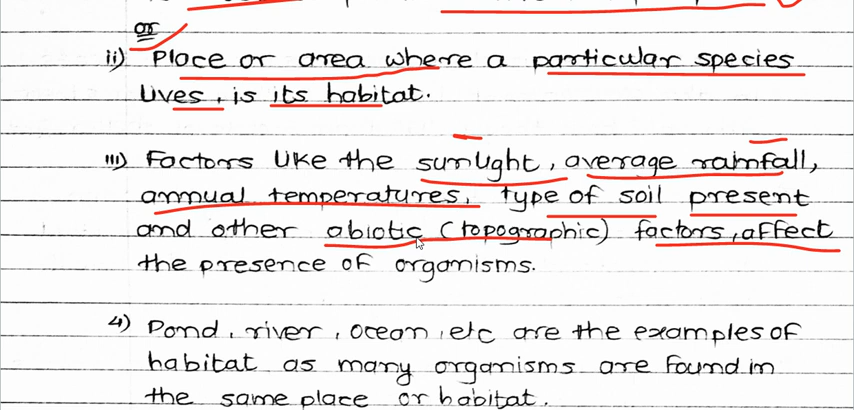 or
ii) Place or area where a particular species
lives, is its habitat.
III) Factors like the sunlight, average rainfall,
annual temperatures, type of soil present
and other abiotic (topographic) factors, affect
the presence of organisms.
4) Pond, river, ocean, etc are the examples of
habitat as many organisms are found in
the same place or habitat.